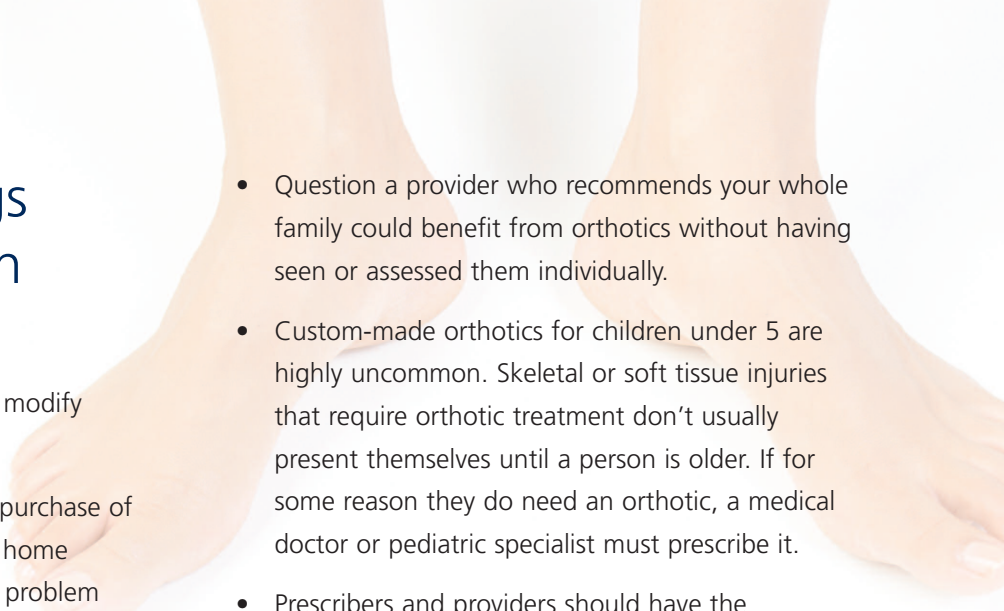 gs
n
modify
purchase of
home
problem
• Question a provider who recommends your whole
family could benefit from orthotics without having
seen or assessed them individually.
• Custom-made orthotics for children under 5 are
highly uncommon. Skeletal or soft tissue injuries
that require orthotic treatment don’t usually
present themselves until a person is older. If for
some reason they do need an orthotic, a medical
doctor or pediatric specialist must prescribe it.
• Prescribers and providers should have the